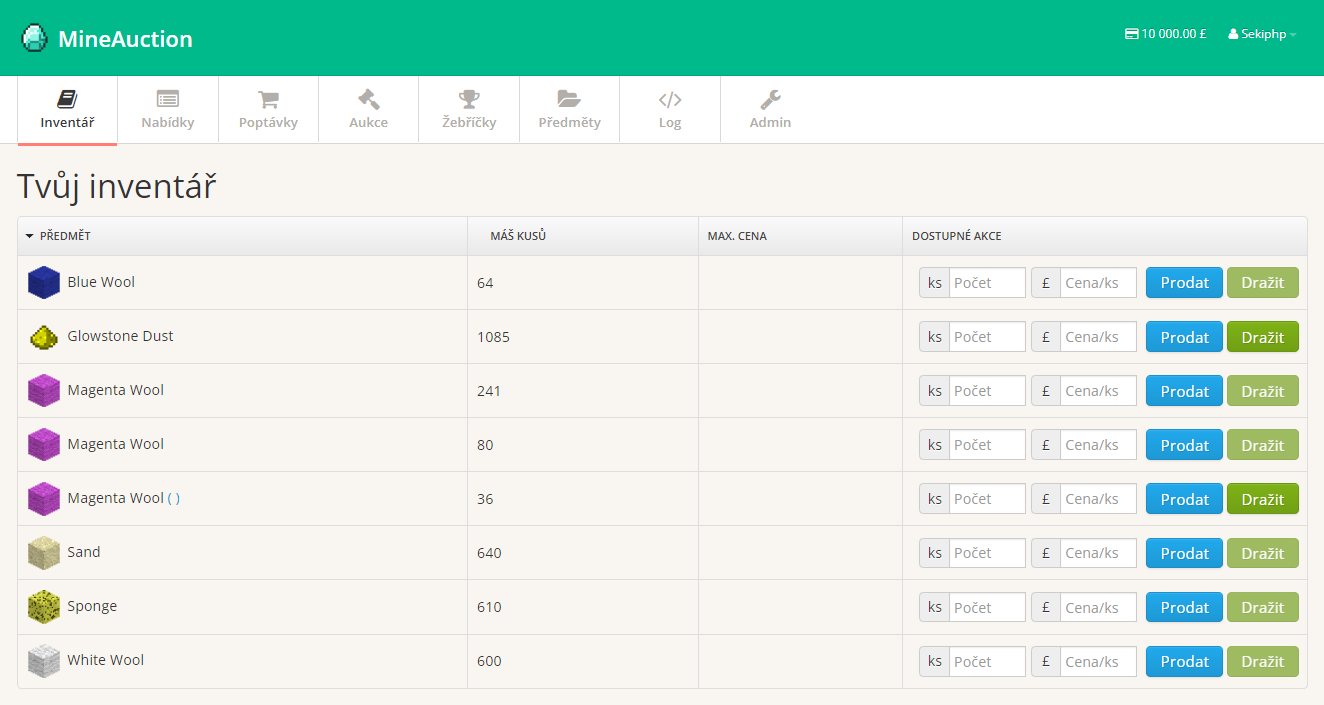 MineAuction
10 000.00 £ Sekiphp
Inventář Nabídky Poptávky Aukce Žebříčky Předměty Log Admin
Tvůj inventář
PŘEDMĚT MÁŠ KUSŮ MAX. CENA DOSTUPNÉ AKCE
Blue Wool 64 ks Počet £ Cena/ks Prodat Dražit
Glowstone Dust 1085 ks Počet £ Cena/ks Prodat Dražit
Magenta Wool 241 ks Počet £ Cena/ks Prodat Dražit
Magenta Wool 80 ks Počet £ Cena/ks Prodat Dražit
Magenta Wool ( ) 36 ks Počet £ Cena/ks Prodat Dražit
Sand 640 ks Počet £ Cena/ks Prodat Dražit
Sponge 610 ks Počet £ Cena/ks Prodat Dražit
White Wool 600 ks Počet £ Cena/ks Prodat Dražit